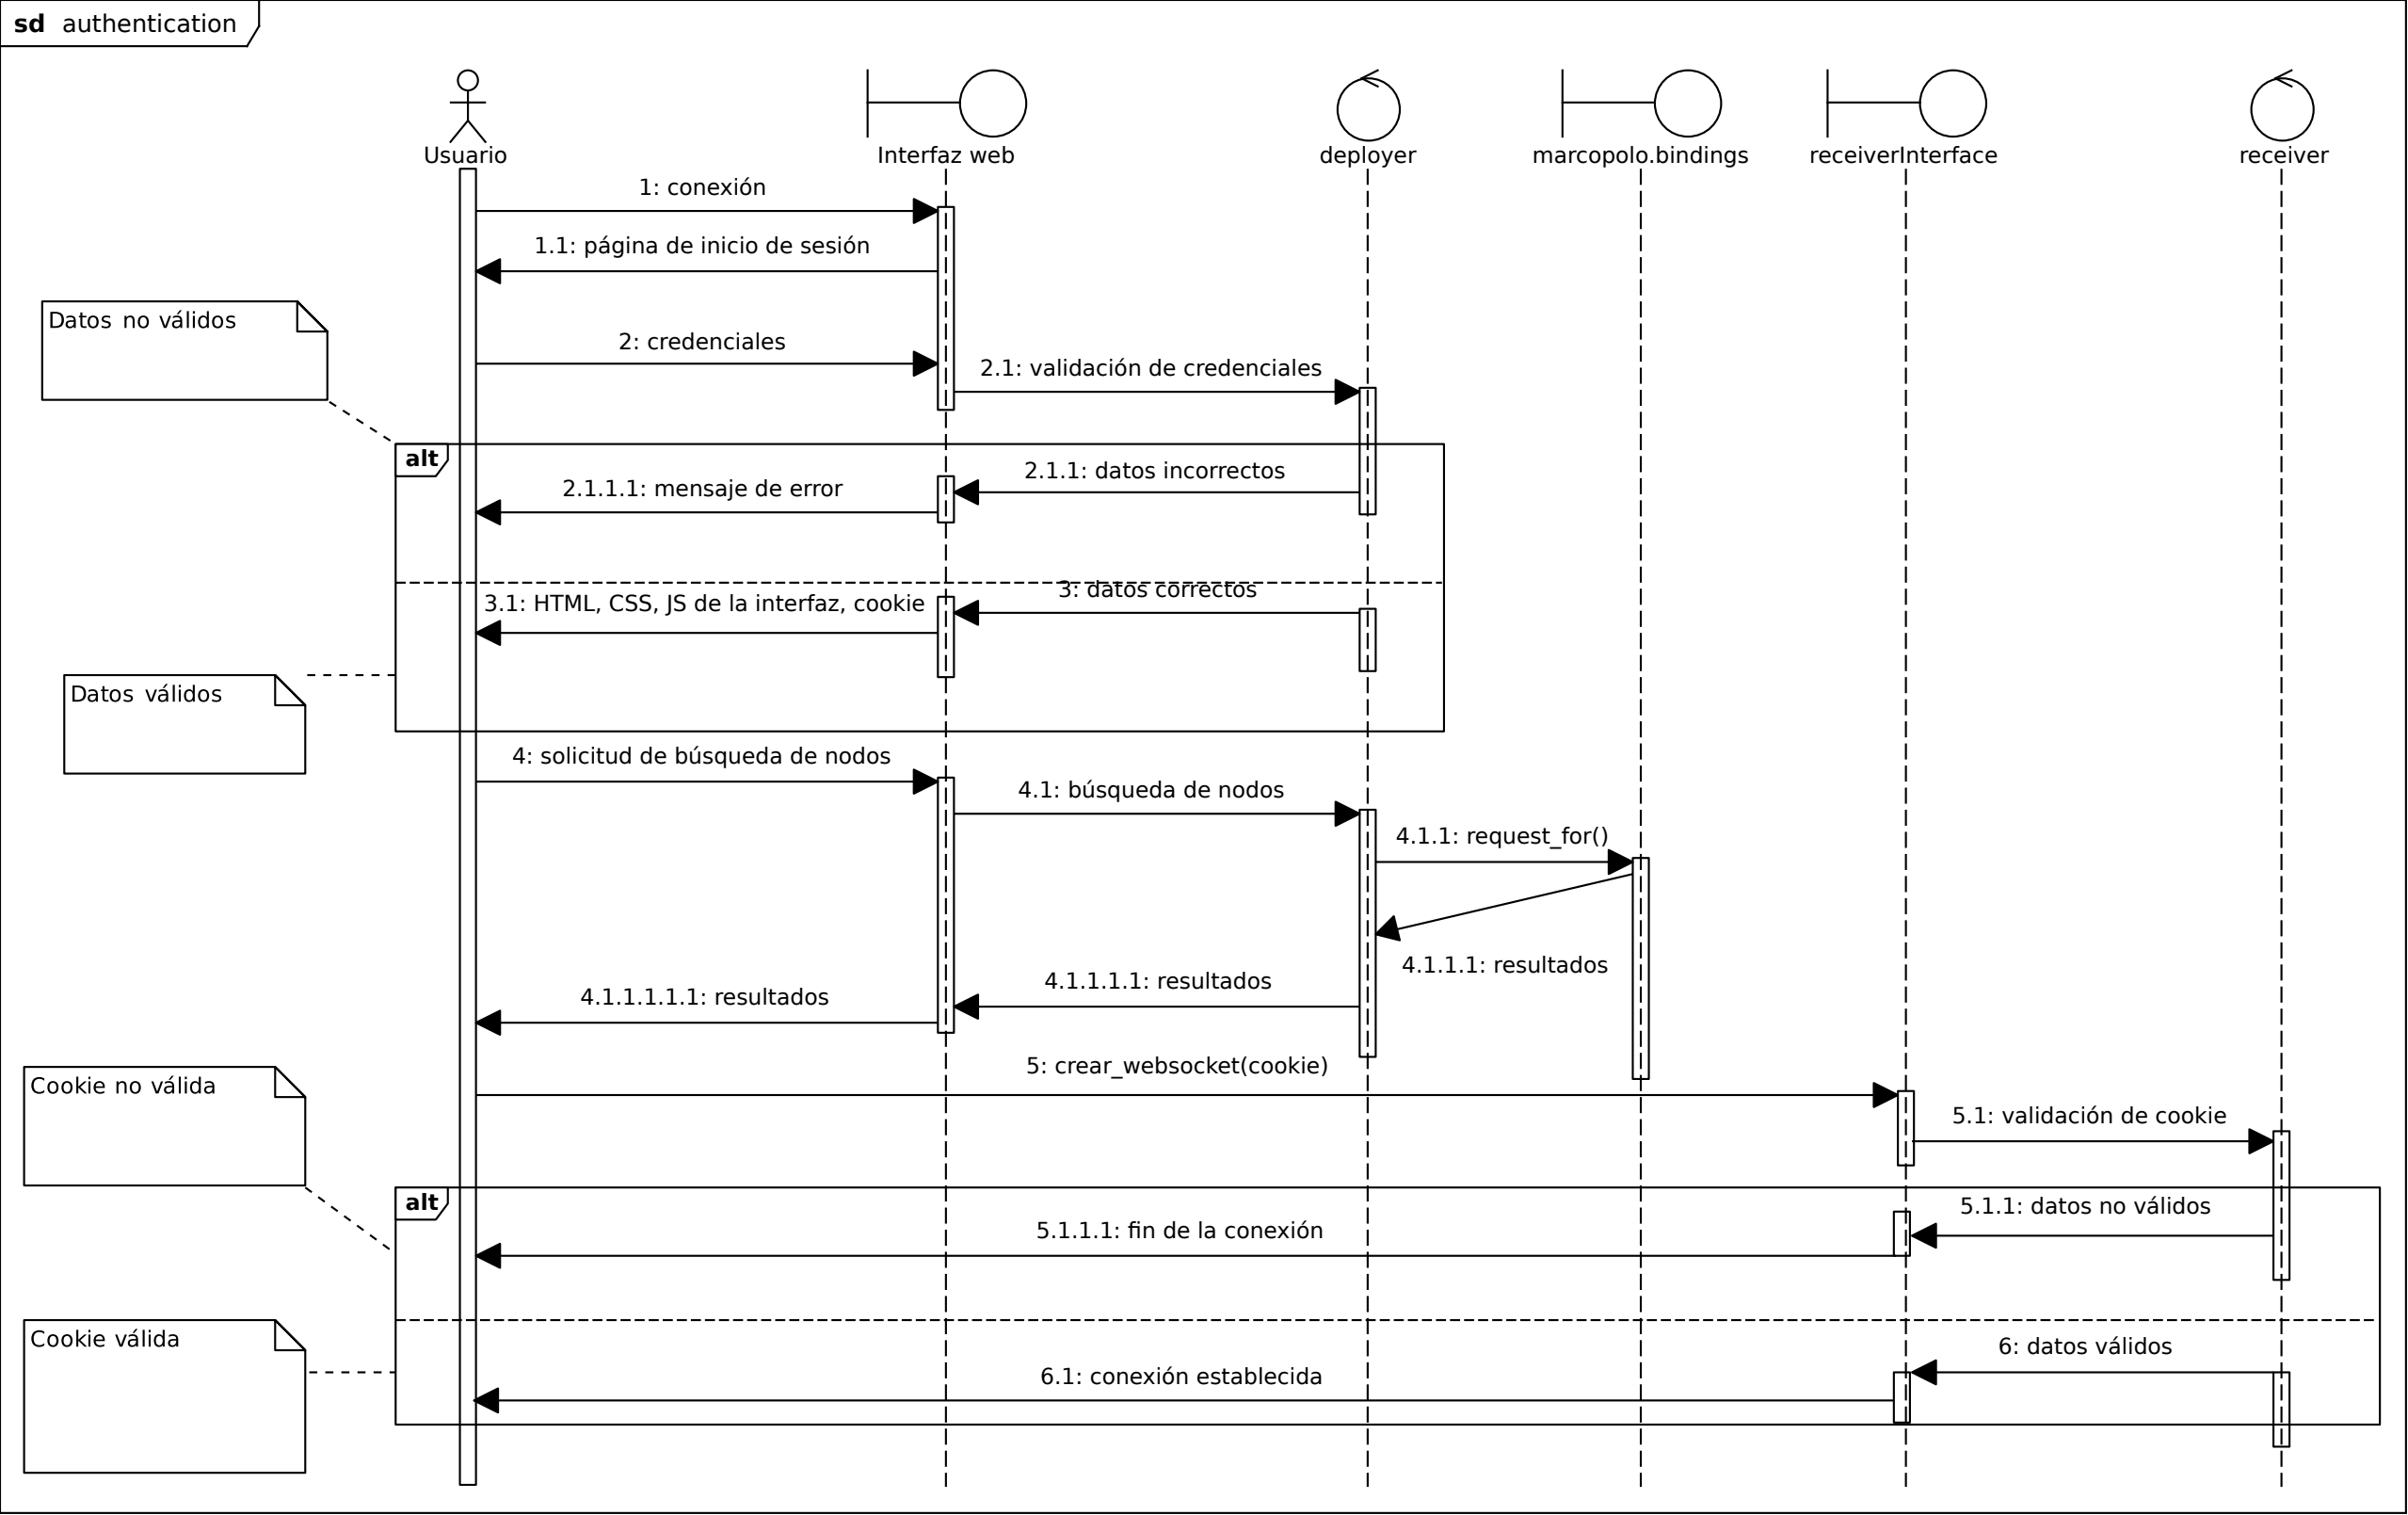 sd authentication
Usuario
Interfaz web
deployer
marcopolo.bindings
receiverInterface
receiver
1: conexión
1.1: página de inicio de sesión
Datos no válidos
2: credenciales
2.1: validación de credenciales
alt
2.1.1: datos incorrectos
2.1.1.1: mensaje de error
3: datos correctos
3.1: HTML, CSS, JS de la interfaz, cookie
Datos válidos
4: solicitud de búsqueda de nodos
4.1: búsqueda de nodos
4.1.1: request_for()
4.1.1.1: resultados
4.1.1.1.1: resultados
4.1.1.1.1.1: resultados
5: crear_websocket(cookie)
Cookie no válida
5.1: validación de cookie
alt
5.1.1: datos no válidos
5.1.1.1: fin de la conexión
Cookie válida
6: datos válidos
6.1: conexión establecida